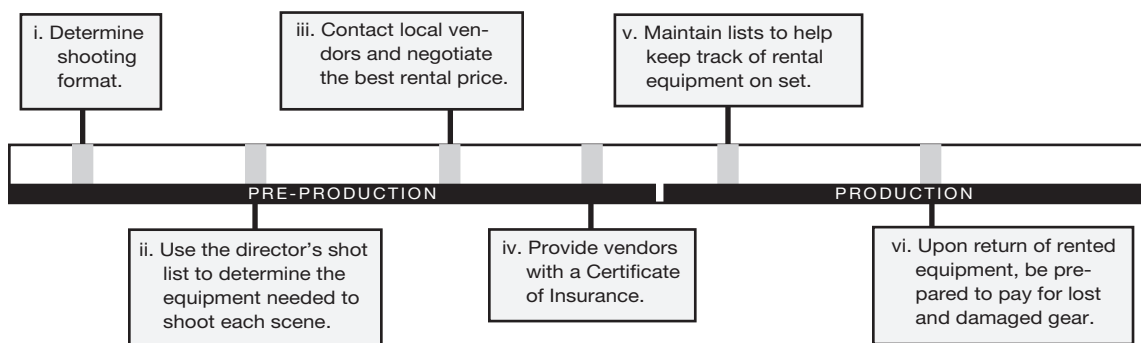 i. Determine
shooting
format.
iii. Contact local ven-
dors and negotiate
the best rental price.
v. Maintain lists to help
keep track of rental
equipment on set.
PRE-PRODUCTION
PRODUCTION
ii. Use the director's shot
list to determine the
equipment needed to
shoot each scene.
iv. Provide vendors
with a Certificate
of Insurance.
vi. Upon return of rented
equipment, be pre-
pared to pay for lost
and damaged gear.